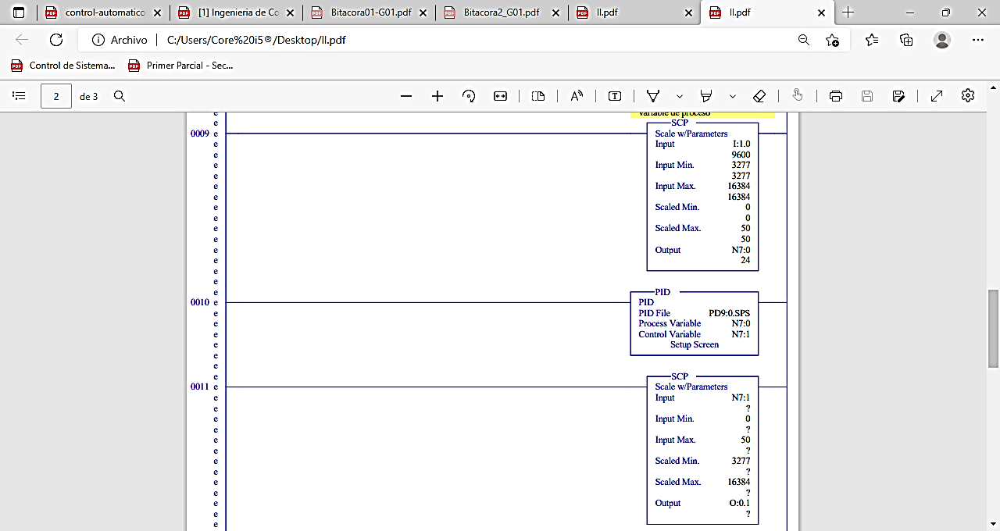 control-automatico
[1] Ingenieria de Cc
Bitacora01-G01.pdf
Bitacora2_G01.pdf
II.pdf
II.pdf
Archivo
C:/Users/Core%20i5®/Desktop/II.pdf
Control de Sistema...
Primer Parcial - Sec...
2
de 3
variable de proceso
SCP
0009 e
Scale w/Parameters
Input I:1.0
9600
Input Min. 3277
3277
Input Max. 16384
16384
Scaled Min. 0
0
Scaled Max. 50
50
Output N7:0
24
PID
0010 e
PID
PID File PD9:0.SPS
Process Variable N7:0
Control Variable N7:1
Setup Screen
SCP
0011 e
Scale w/Parameters
Input N7:1
?
Input Min. 0
?
Input Max. 50
?
Scaled Min. 3277
?
Scaled Max. 16384
?
Output O:0.1
?